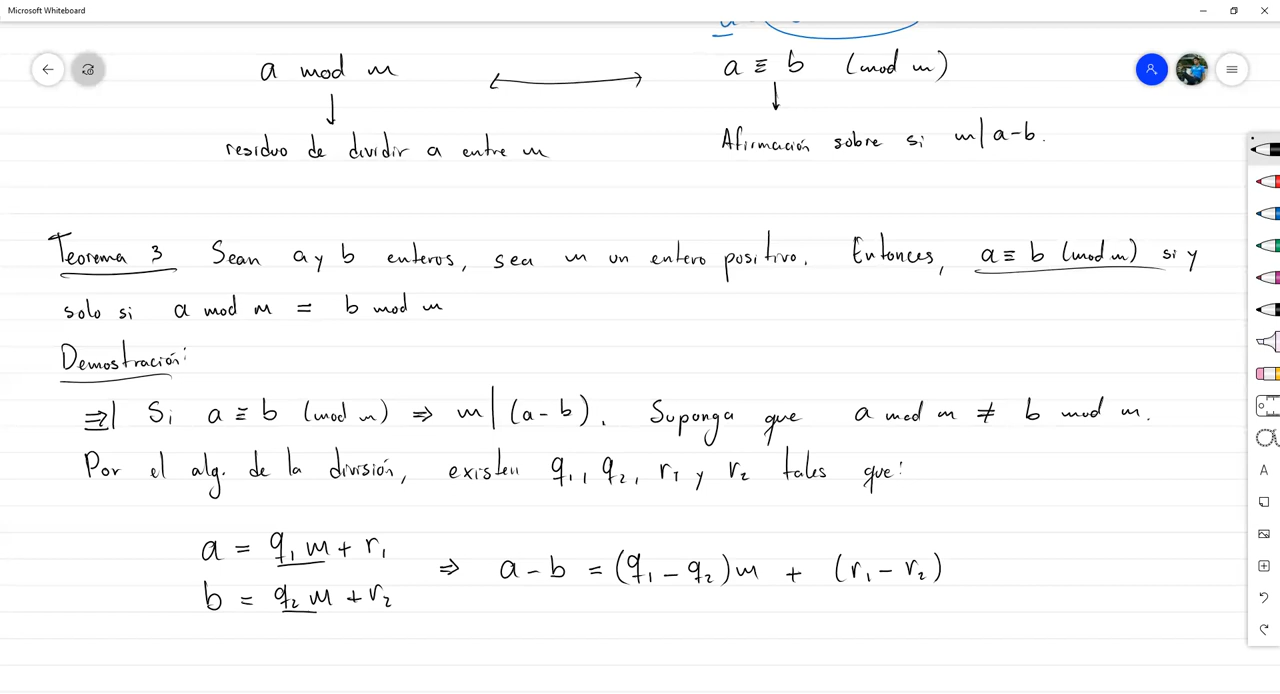 Microsoft Whiteboard
a mod m ⟷ a ≡ b (mod m)
↓ ↓
residuo de dividir a entre m Afirmación sobre si m | a-b.
Teorema 3 Sean a y b enteros, sea m un entero positivo. Entonces, a ≡ b (mod m) si y
solo si a mod m = b mod m
Demostración:
⇒| Si a ≡ b (mod m) ⇒ m | (a-b). Suponga que a mod m ≠ b mod m.
Por el alg. de la división, existen q₁, q₂, r₁ y r₂ tales que:
a = q₁m + r₁
⇒ a - b = (q₁ - q₂)m + (r₁ - r₂)
b = q₂m + r₂